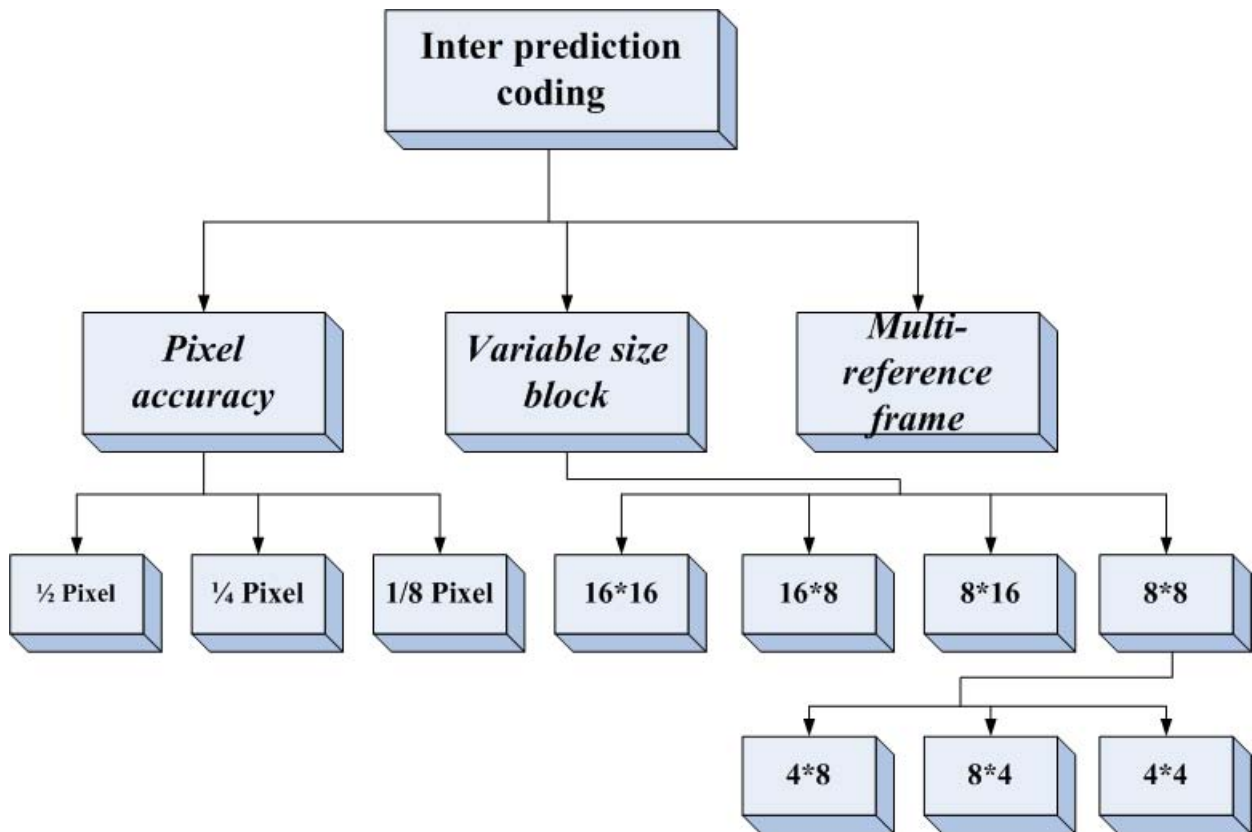 Inter prediction
coding
Pixel
accuracy
Variable size
block
Multi-
reference
frame
½ Pixel
¼ Pixel
1/8 Pixel
16*16
16*8
8*16
8*8
4*8
8*4
4*4